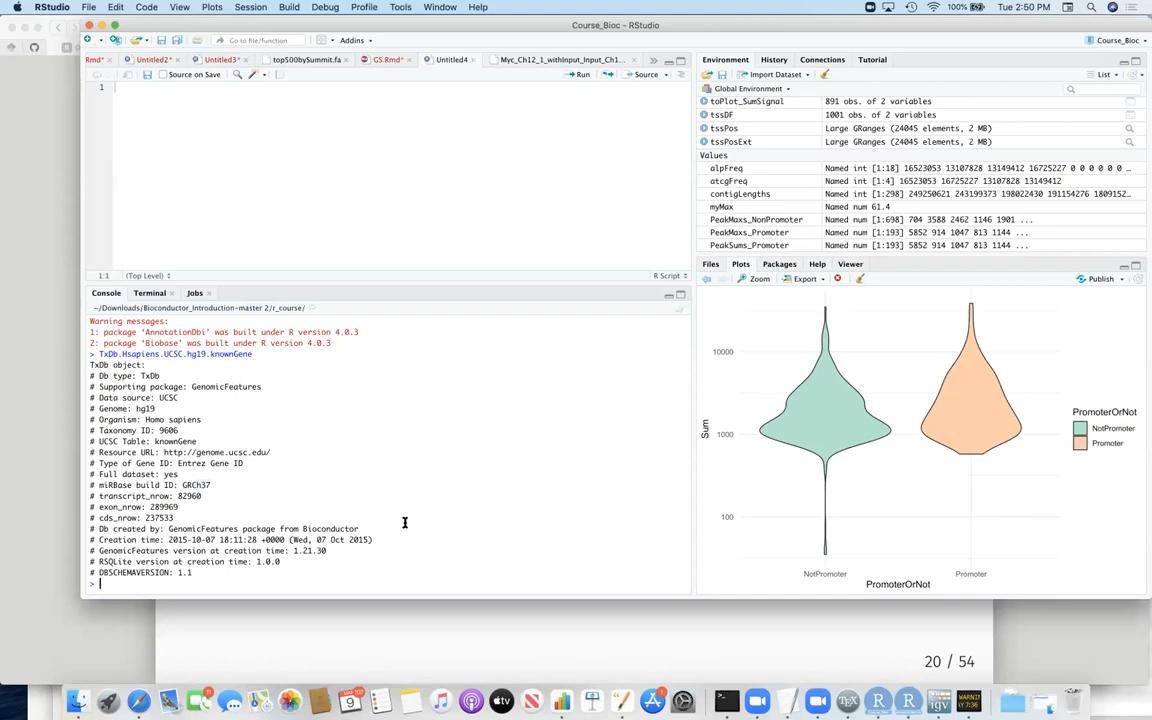 RStudio File Edit Code View Plots Session Build Debug Profile Tools Window Help 100% Tue 2:50 PM
Course_Bioc - RStudio
Go to file/function Addins Course_Bioc
Rmd* Untitled2* Untitled3* top500bySummit.fa GS.Rmd* Untitled4 Myc_Ch12_1_withInput_Input_Ch1...
Source on Save Run Source
1
1:1 (Top Level) R Script
Console Terminal Jobs
~/Downloads/Bioconductor_Introduction-master 2/r_course/
Warning messages:
1: package ‘AnnotationDbi’ was built under R version 4.0.3
2: package ‘Biobase’ was built under R version 4.0.3
> TxDb.Hsapiens.UCSC.hg19.knownGene
TxDb object:
# Db type: TxDb
# Supporting package: GenomicFeatures
# Data source: UCSC
# Genome: hg19
# Organism: Homo sapiens
# Taxonomy ID: 9606
# UCSC Table: knownGene
# Resource URL: http://genome.ucsc.edu/
# Type of Gene ID: Entrez Gene ID
# Full dataset: yes
# miRBase build ID: GRCh37
# transcript_nrow: 82960
# exon_nrow: 289969
# cds_nrow: 237533
# Db created by: GenomicFeatures package from Bioconductor
# Creation time: 2015-10-07 18:11:28 +0000 (Wed, 07 Oct 2015)
# GenomicFeatures version at creation time: 1.21.30
# RSQLite version at creation time: 1.0.0
# DBSCHEMAVERSION: 1.1
>
Environment History Connections Tutorial
Import Dataset List
Global Environment
toPlot_SumSignal 891 obs. of 2 variables
tssDF 1001 obs. of 2 variables
tssPos Large GRanges (24045 elements, 2 MB)
tssPosExt Large GRanges (24045 elements, 2 MB)
Values
alpFreq Named int [1:18] 16523053 13107828 13149412 16725227 0 0 0 0 0 0 …
atcgFreq Named int [1:4] 16523053 16725227 13107828 13149412
contigLengths Named int [1:298] 249250621 243199373 198022430 191154276 1809152…
myMax Named num 61.4
PeakMaxs_NonPromoter Named num [1:698] 704 3588 2462 1146 1901 ...
PeakMaxs_Promoter Named num [1:193] 5852 914 1047 813 1144 ...
PeakSums_Promoter Named num [1:193] 5852 914 1047 813 1144 ...
Files Plots Packages Help Viewer
Zoom Export Publish
10000
1000
100
Sum
NotPromoter Promoter
PromoterOrNot
PromoterOrNot
NotPromoter
Promoter
20 / 54